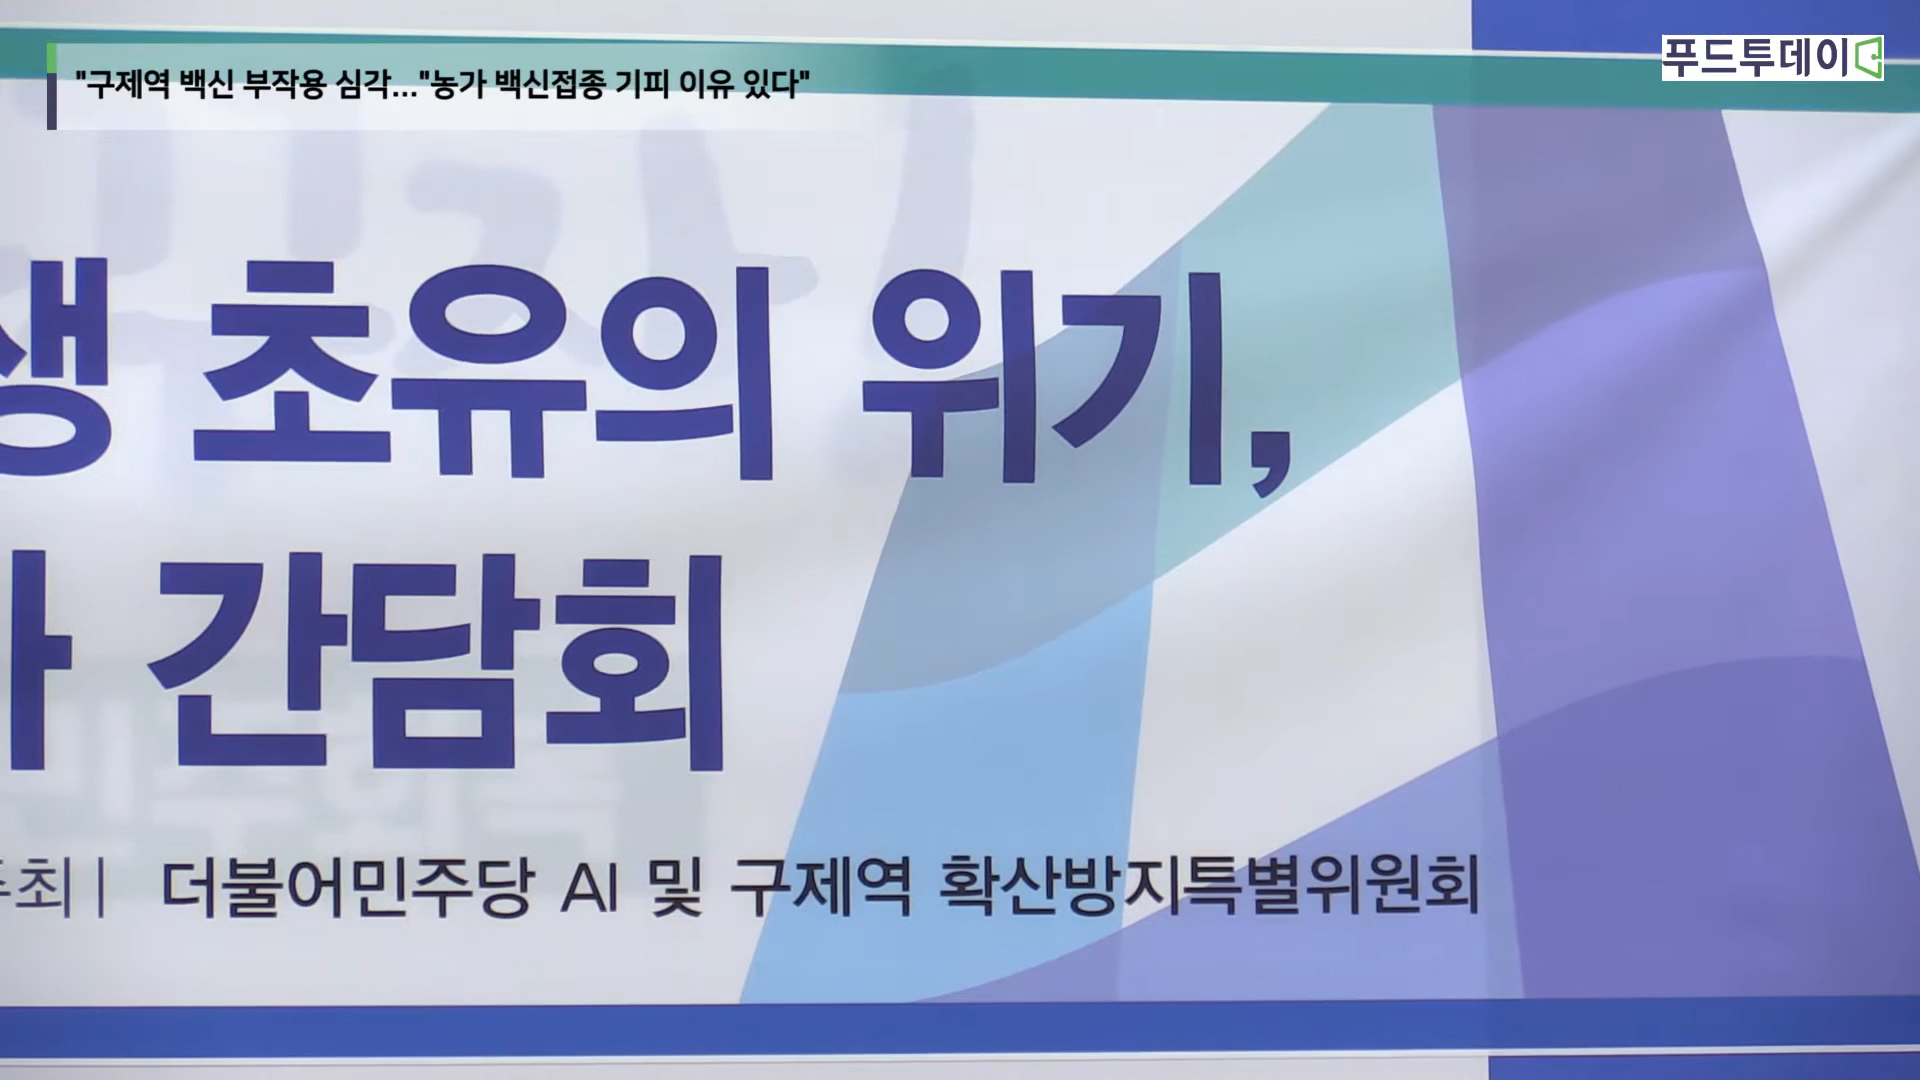 "구제역 백신 부작용 심각..."농가 백신접종 기피 이유 있다"
푸드투데이
생 초유의 위기,
간담회
주최 | 더불어민주당 AI 및 구제역 확산방지특별위원회